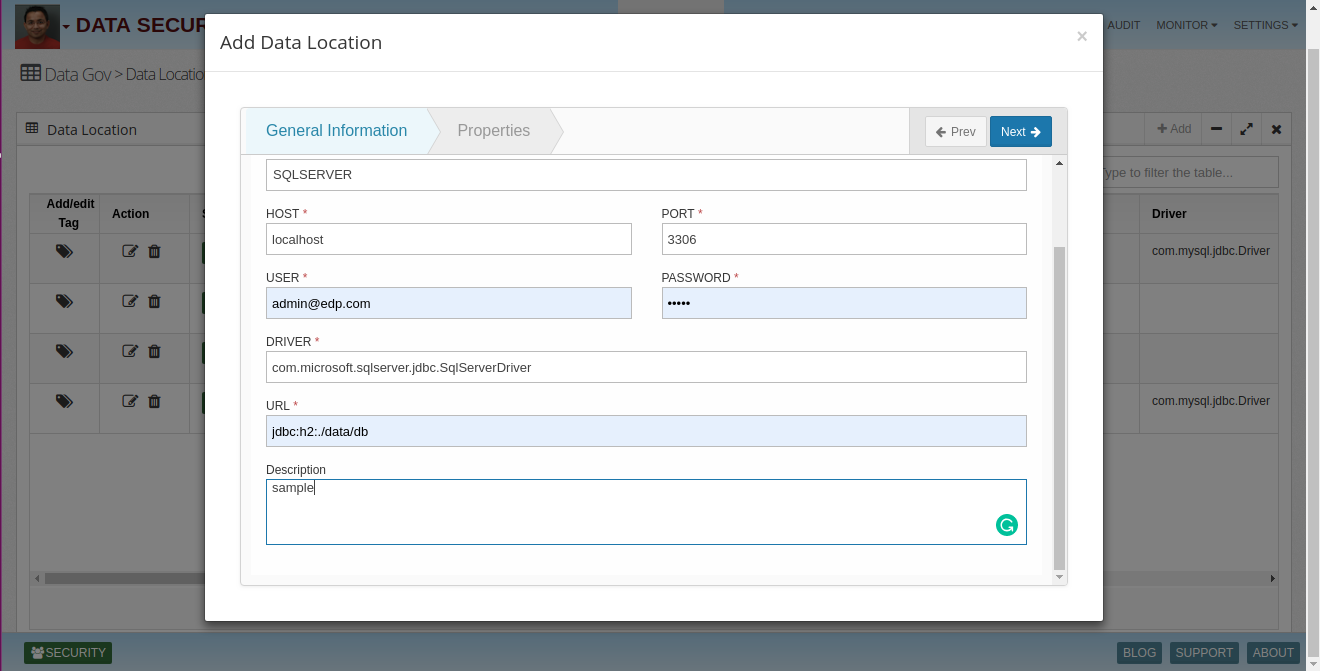 DATA SECUR
AUDIT
MONITOR
SETTINGS
Add Data Location
×
Data Gov > Data Locatio
Data Location
General Information
Properties
Prev
Next
Add
SQLSERVER
Type to filter the table...
HOST *
PORT *
localhost
3306
USER *
PASSWORD *
admin@edp.com
•••••
DRIVER *
com.microsoft.sqlserver.jdbc.SqlServerDriver
URL *
jdbc:h2:./data/db
Description
sample
Add/edit
Tag
Action
S
Driver
com.mysql.jdbc.Driver
com.mysql.jdbc.Driver
SECURITY
BLOG
SUPPORT
ABOUT